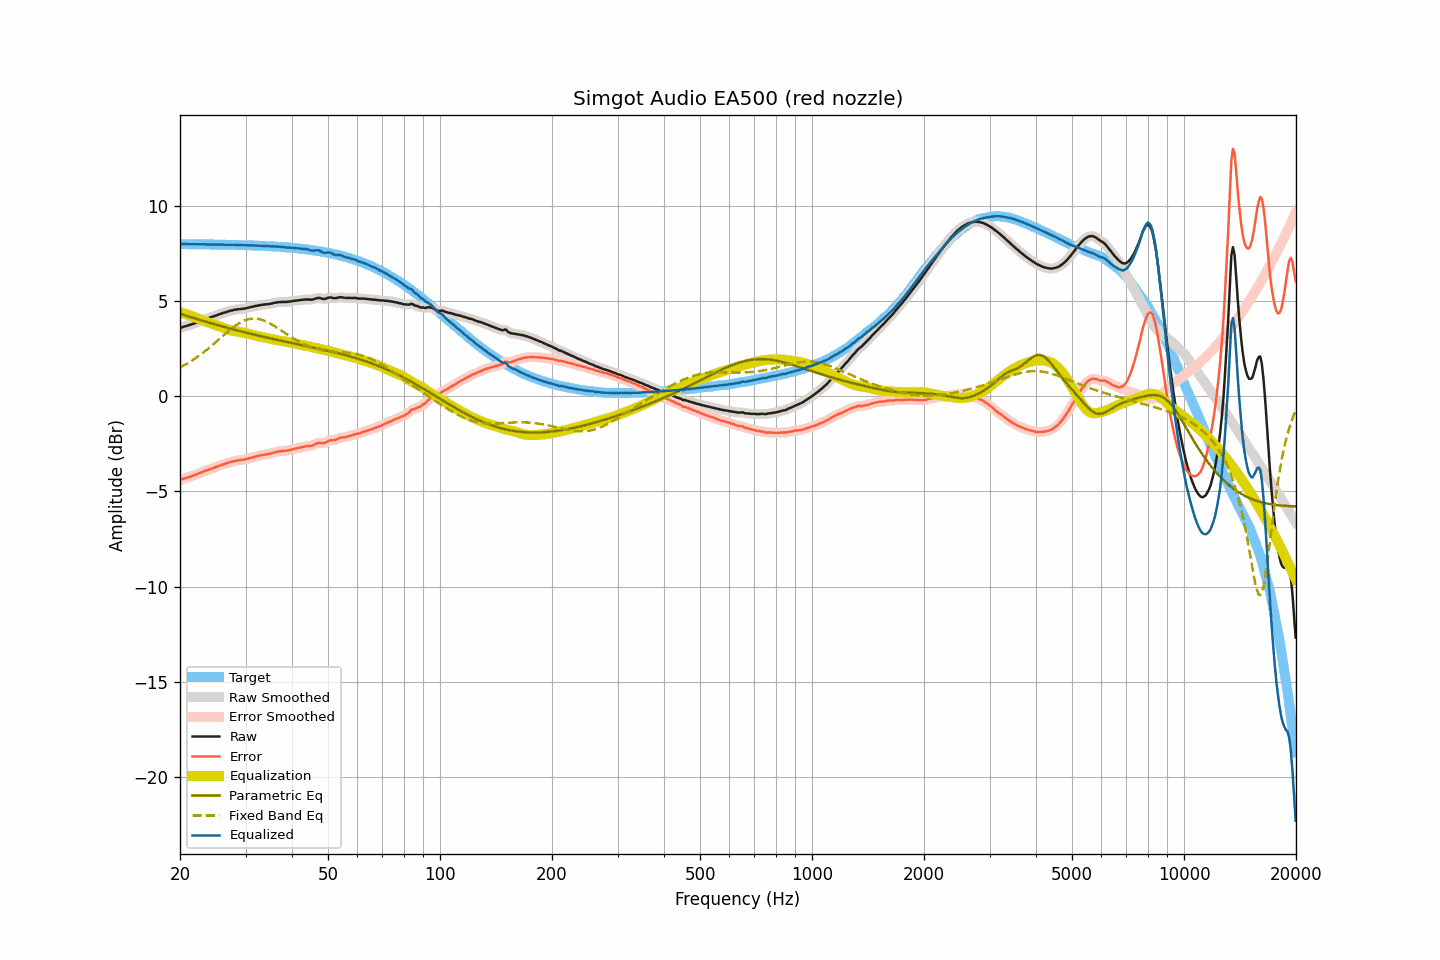 Simgot Audio EA500 (red nozzle)
Amplitude (dBr)
10
5
0
−5
−10
−15
−20
Target
Raw Smoothed
Error Smoothed
Raw
Error
Equalization
Parametric Eq
Fixed Band Eq
Equalized
20 50 100 200 500 1000 2000 5000 10000 20000
Frequency (Hz)